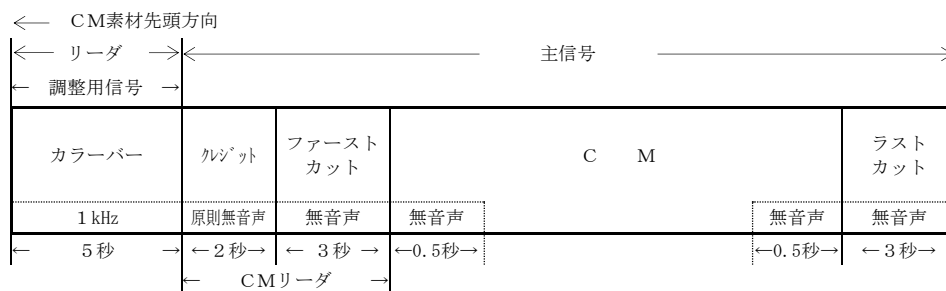 CM素材先頭方向
リーダ 主信号
調整用信号
カラーバー クレジット ファースト CM ラスト
カット カット
1kHz 原則無音声 無音声 無音声 無音声 無音声
5秒 2秒 3秒 0.5秒 0.5秒 3秒
CMリーダ